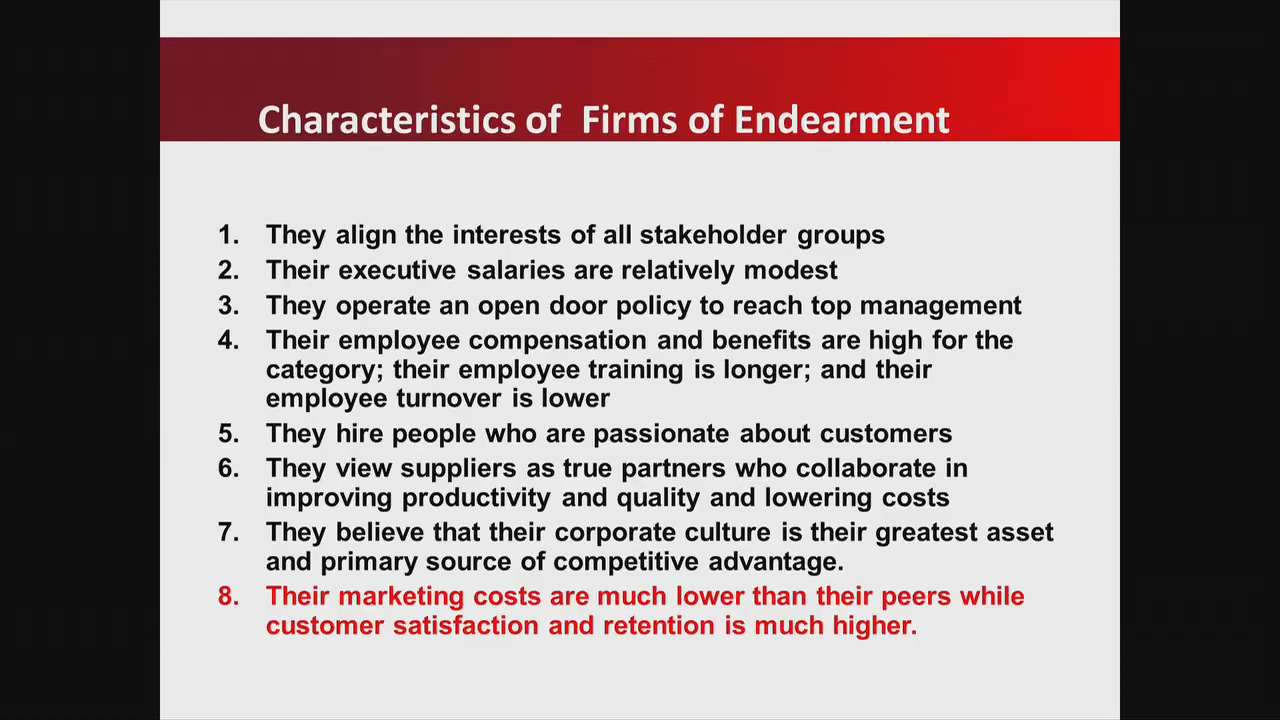 Characteristics of  Firms of Endearment
1. They align the interests of all stakeholder groups
2. Their executive salaries are relatively modest
3. They operate an open door policy to reach top management
4. Their employee compensation and benefits are high for the
category; their employee training is longer; and their
employee turnover is lower
5. They hire people who are passionate about customers
6. They view suppliers as true partners who collaborate in
improving productivity and quality and lowering costs
7. They believe that their corporate culture is their greatest asset
and primary source of competitive advantage.
8. Their marketing costs are much lower than their peers while
customer satisfaction and retention is much higher.